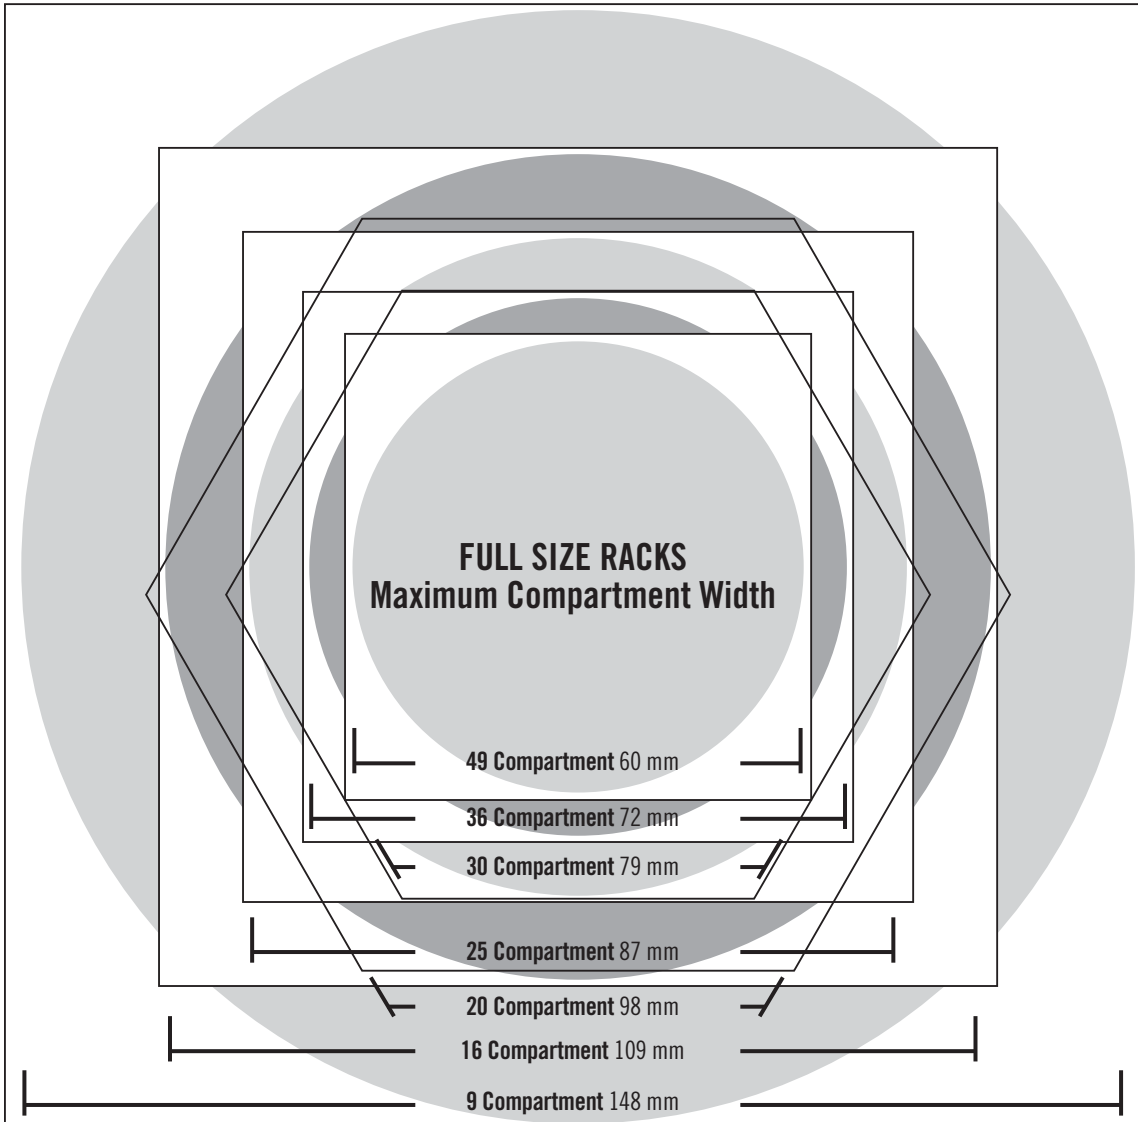 FULL SIZE RACKS
Maximum Compartment Width
49 Compartment 60 mm
36 Compartment 72 mm
30 Compartment 79 mm
25 Compartment 87 mm
20 Compartment 98 mm
16 Compartment 109 mm
9 Compartment 148 mm